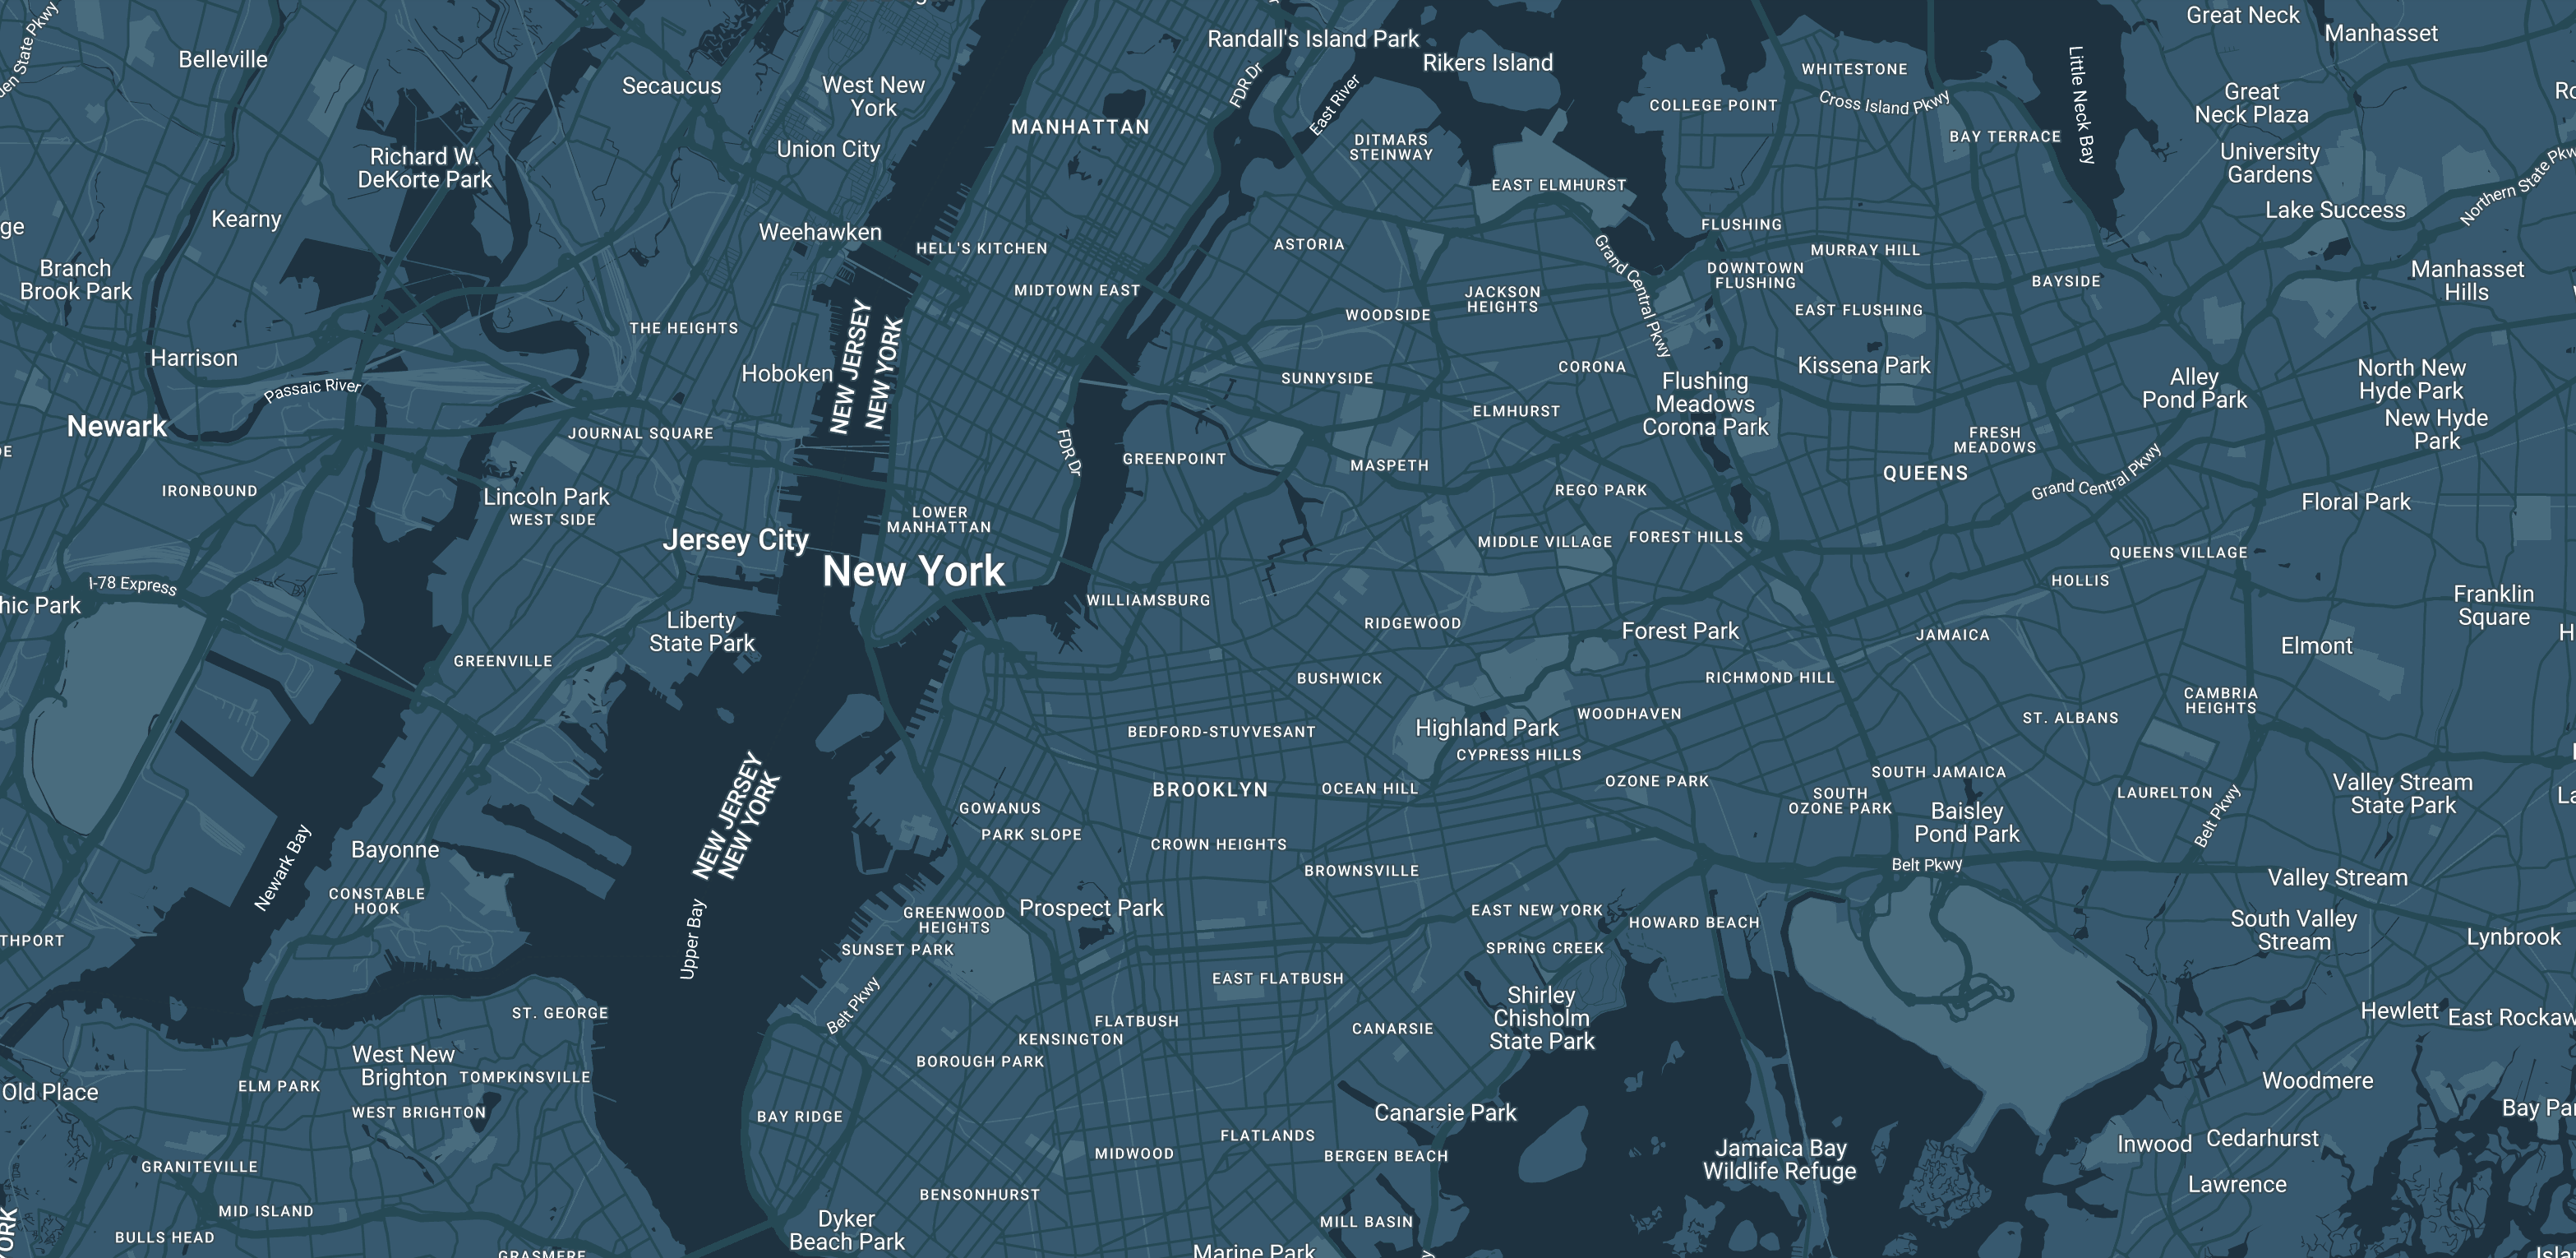 Belleville
Secaucus
West New
York
Union City
MANHATTAN
Randall's Island Park
Rikers Island
FDR Dr
East River
DITMARS
STEINWAY
COLLEGE POINT
WHITESTONE
Cross Island Pkwy
BAY TERRACE
Little Neck Bay
Great Neck
Manhasset
Great
Neck Plaza
University
Gardens
Lake Success
Northern State Pkw
Richard W.
DeKorte Park
Kearny
Branch
Brook Park
Weehawken
HELL'S KITCHEN
MIDTOWN EAST
ASTORIA
EAST ELMHURST
FLUSHING
MURRAY HILL
DOWNTOWN
FLUSHING
BAYSIDE
Manhasset
Hills
Grand Central Pkwy
JACKSON
HEIGHTS
WOODSIDE
EAST FLUSHING
THE HEIGHTS
NEW JERSEY
NEW YORK
Harrison
Passaic River
Hoboken
SUNNYSIDE
CORONA
Kissena Park
Flushing
Meadows
Corona Park
ELMHURST
Alley
Pond Park
North New
Hyde Park
New Hyde
Park
Newark
JOURNAL SQUARE
FDR Dr
GREENPOINT
MASPETH
FRESH
MEADOWS
QUEENS
Grand Central Pkwy
IRONBOUND
Lincoln Park
WEST SIDE
REGO PARK
Floral Park
LOWER
MANHATTAN
Jersey City
New York
MIDDLE VILLAGE
FOREST HILLS
QUEENS VILLAGE
HOLLIS
I-78 Express
hic Park
WILLIAMSBURG
Franklin
Square
Liberty
State Park
RIDGEWOOD
Forest Park
JAMAICA
Elmont
GREENVILLE
BUSHWICK
RICHMOND HILL
CAMBRIA
HEIGHTS
ST. ALBANS
BEDFORD-STUYVESANT
Highland Park
WOODHAVEN
CYPRESS HILLS
NEW JERSEY
NEW YORK
BROOKLYN
OCEAN HILL
OZONE PARK
SOUTH JAMAICA
SOUTH
OZONE PARK
Baisley
Pond Park
LAURELTON
Belt Pkwy
Valley Stream
State Park
GOWANUS
PARK SLOPE
CROWN HEIGHTS
BROWNSVILLE
Belt Pkwy
Valley Stream
Newark Bay
Bayonne
CONSTABLE
HOOK
Upper Bay
GREENWOOD
HEIGHTS
Prospect Park
EAST NEW YORK
HOWARD BEACH
South Valley
Stream
Lynbrook
THPORT
SUNSET PARK
SPRING CREEK
EAST FLATBUSH
Belt Pkwy
Shirley
Chisholm
State Park
ST. GEORGE
FLATBUSH
KENSINGTON
CANARSIE
Hewlett
East Rockaw
BOROUGH PARK
West New
Brighton
TOMPKINSVILLE
ELM PARK
Old Place
WEST BRIGHTON
Woodmere
BAY RIDGE
Canarsie Park
Bay Par
FLATLANDS
MIDWOOD
BERGEN BEACH
Jamaica Bay
Wildlife Refuge
Inwood
Cedarhurst
GRANITEVILLE
Lawrence
BENSONHURST
MID ISLAND
Dyker
Beach Park
MILL BASIN
BULLS HEAD
GRASMERE
Marine Park